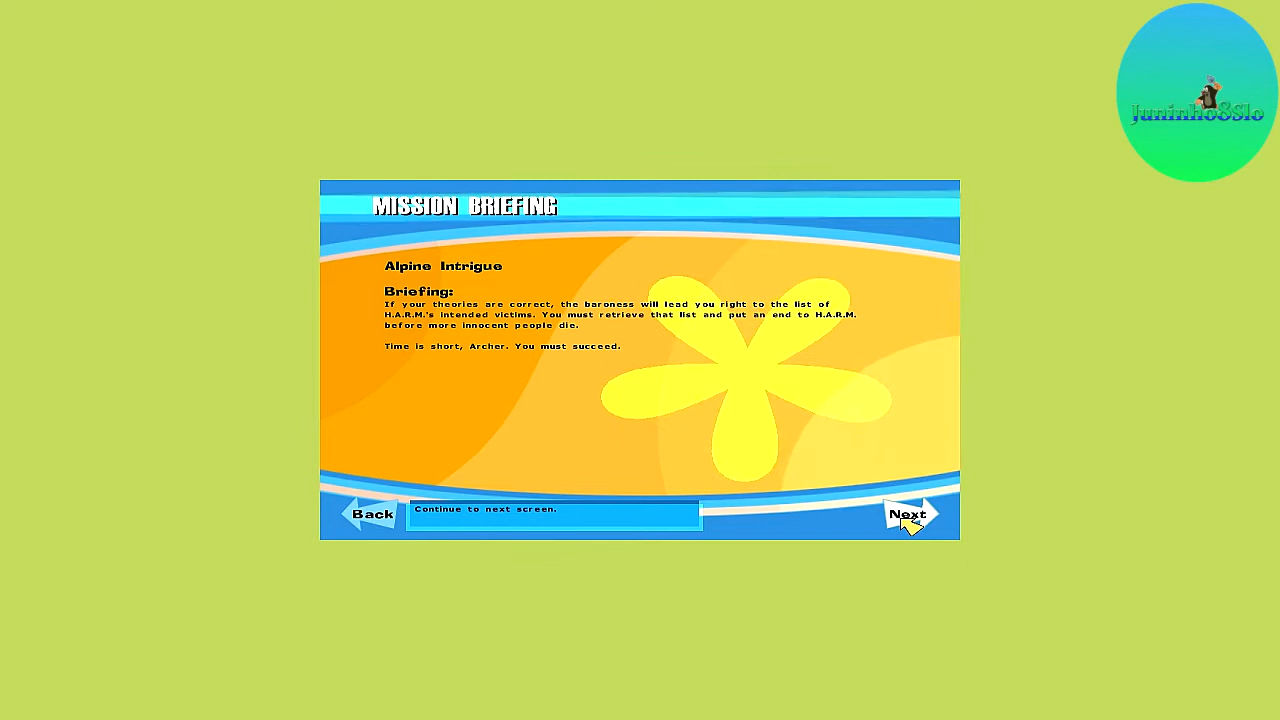 Juninho8Slo
MISSION BRIEFING
Alpine Intrigue
Briefing:
If your theories are correct, the baroness will lead you right to the list of
H.A.R.M.'s intended victims. You must retrieve that list and put an end to H.A.R.M.
before more innocent people die.
Time is short, Archer. You must succeed.
Back
Continue to next screen.
Next